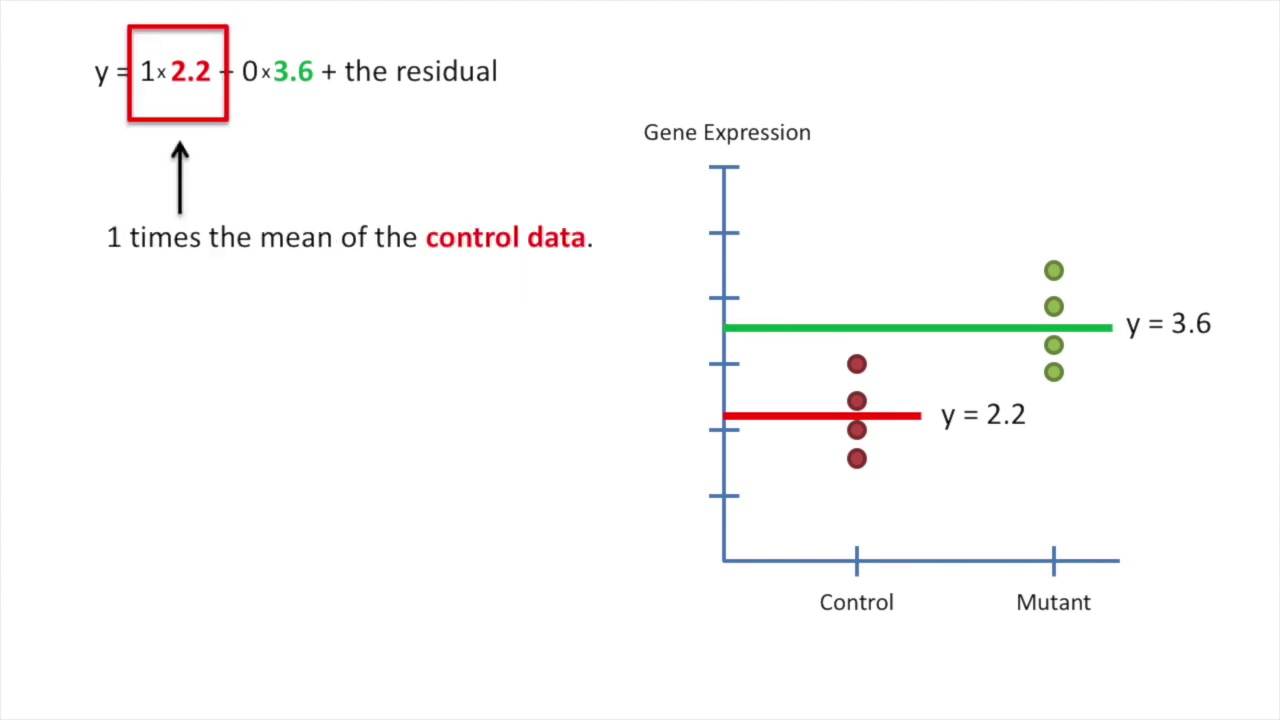 y = 1 × 2.2 + 0 × 3.6 + the residual
1 times the mean of the control data.
Gene Expression
y = 3.6
y = 2.2
Control
Mutant